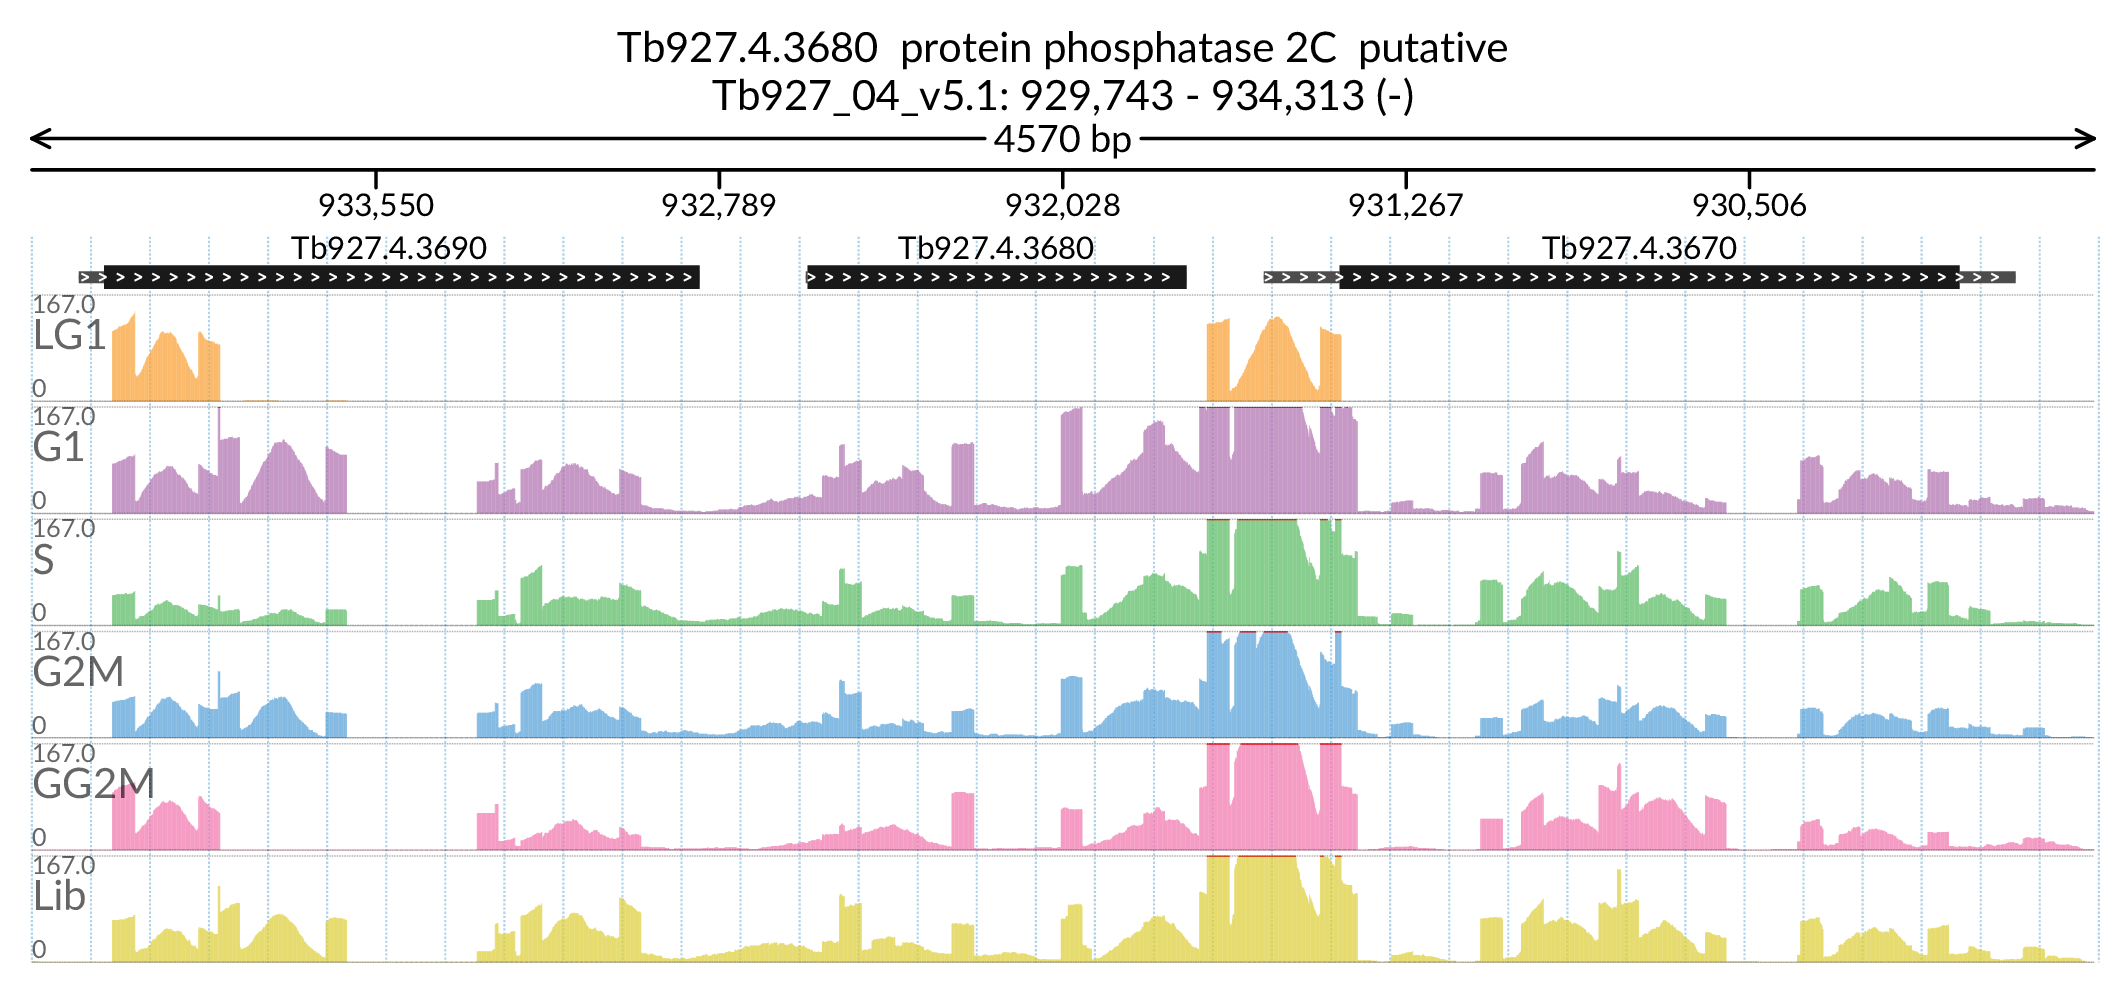 Tb927.4.3680  protein phosphatase 2C  putative
Tb927_04_v5.1: 929,743 - 934,313 (-)
4570 bp
933,550 932,789 932,028 931,267 930,506
Tb927.4.3690 Tb927.4.3680 Tb927.4.3670
167.0
LG1
0
167.0
G1
0
167.0
S
0
167.0
G2M
0
167.0
GG2M
0
167.0
Lib
0